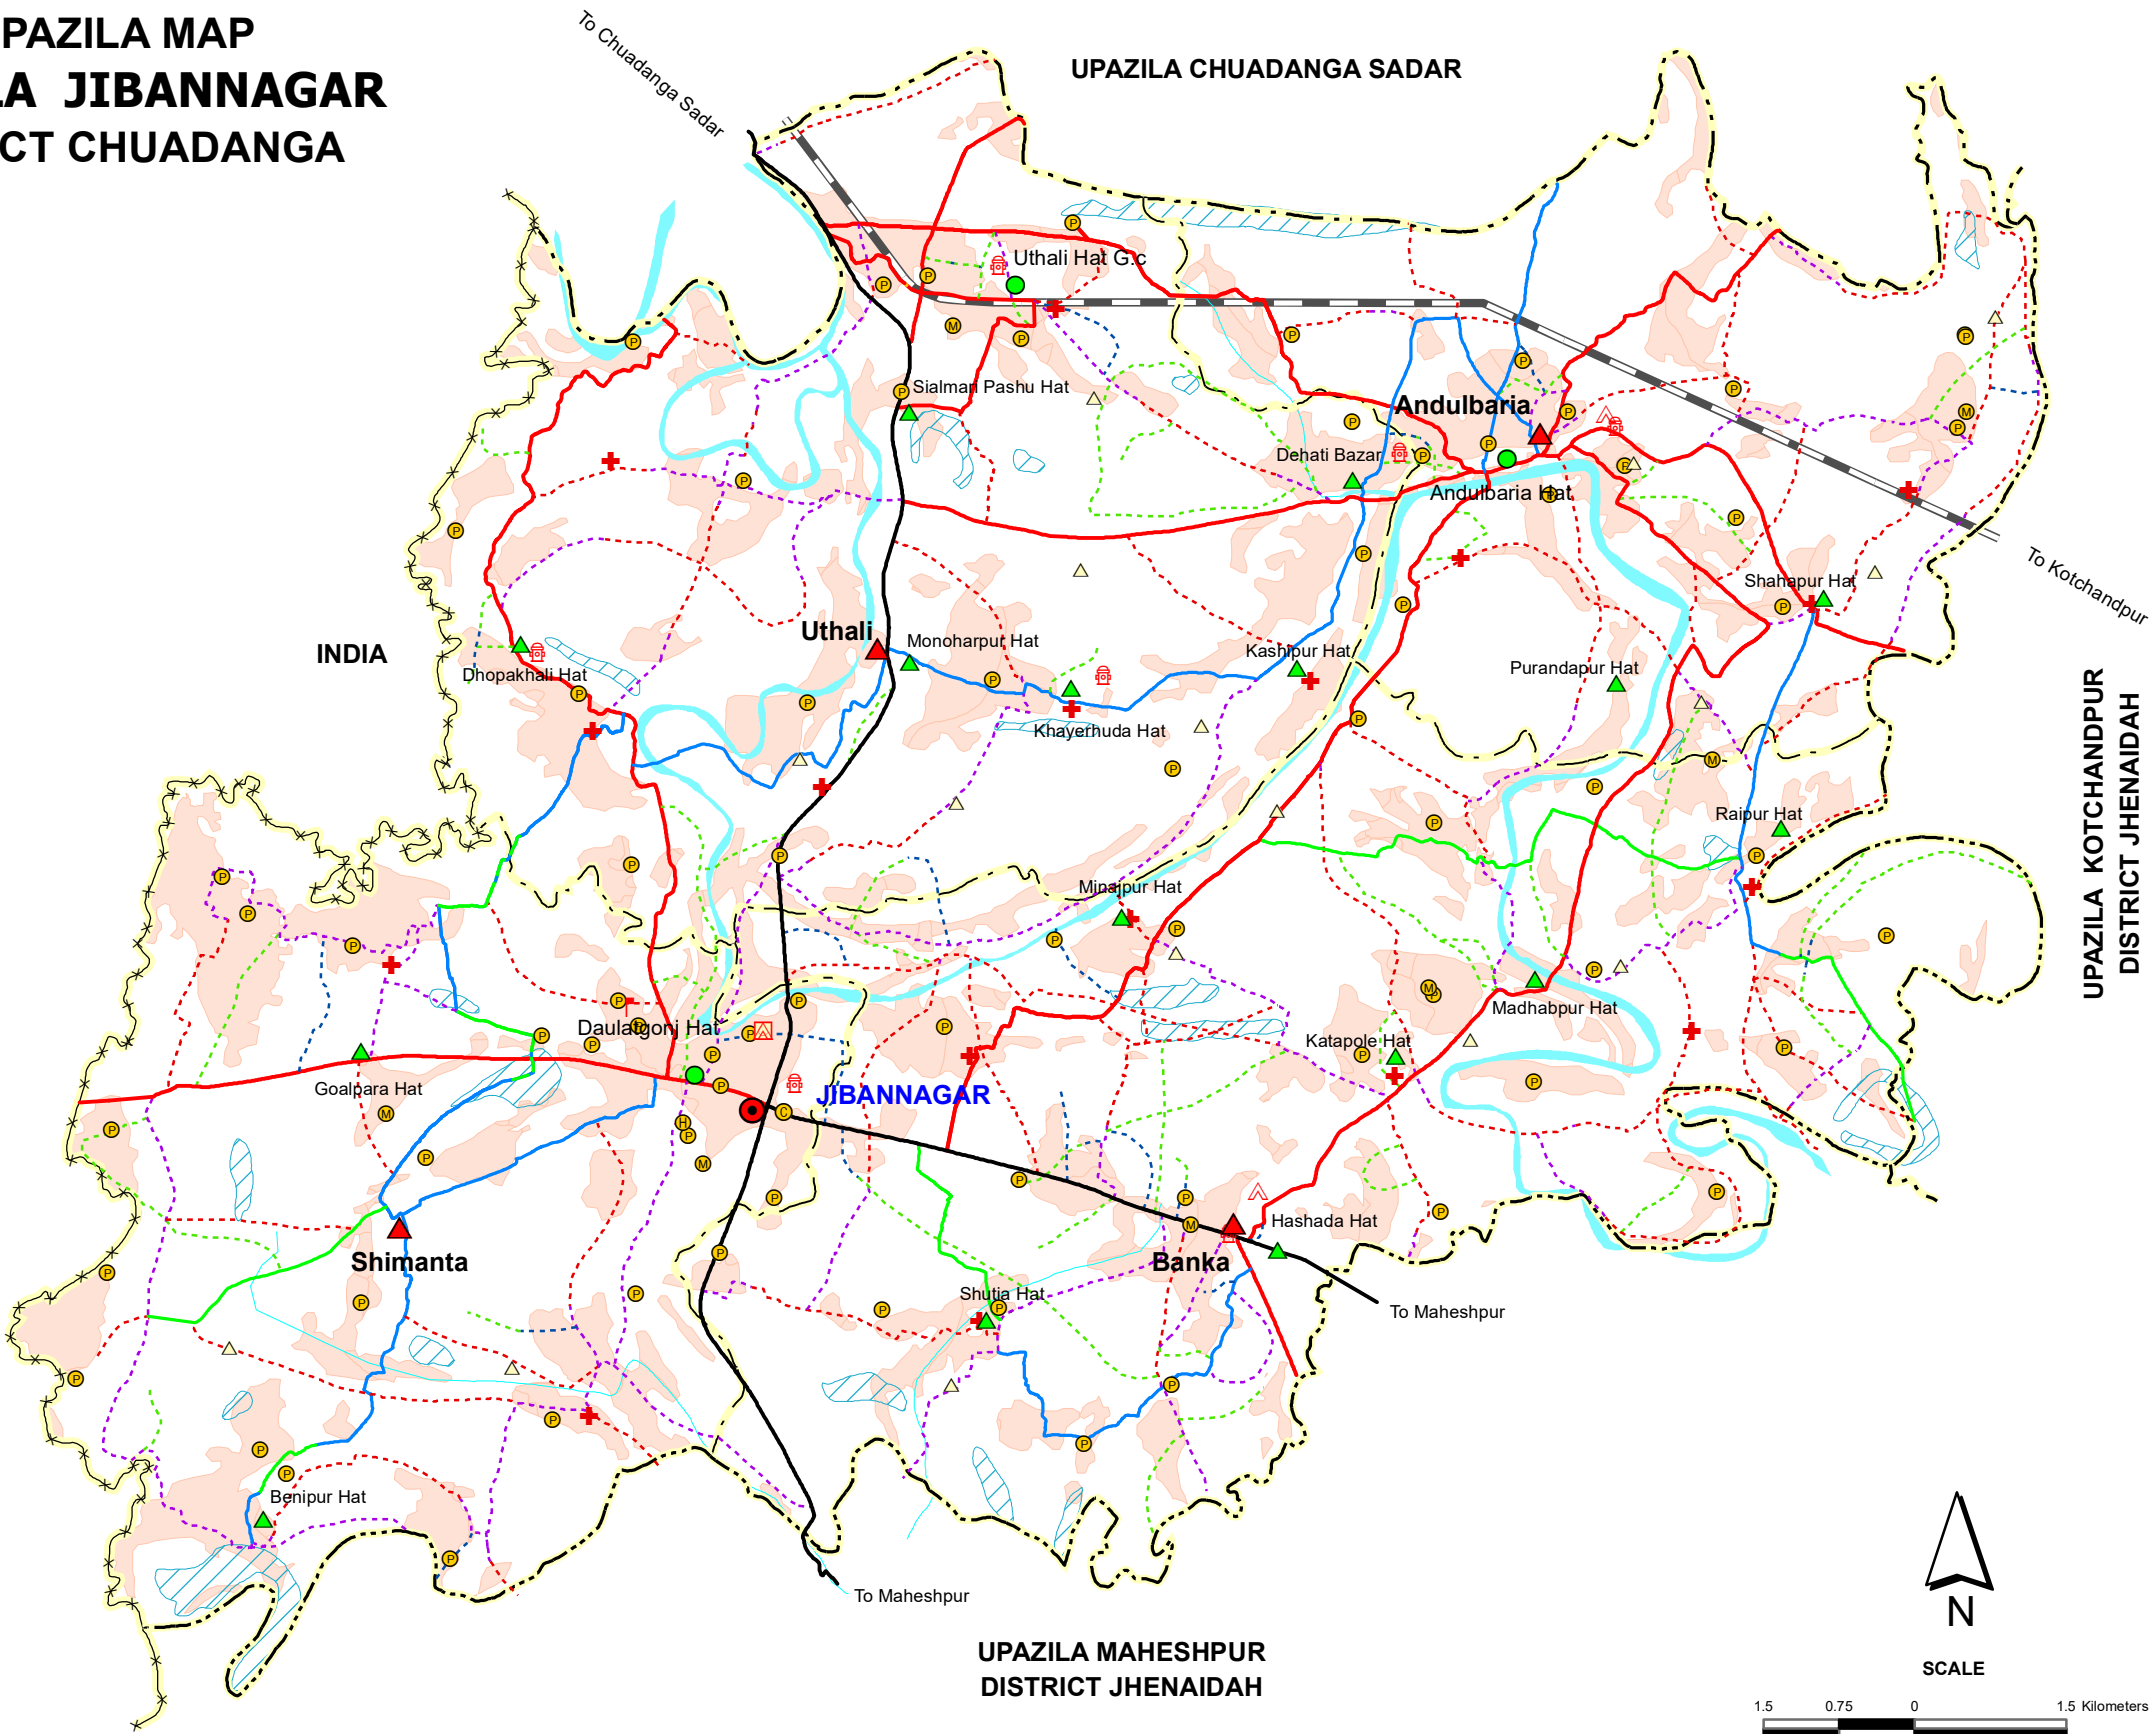 PAZILA MAP
LA JIBANNAGAR
CT CHUADANGA
To Chuadanga Sadar
UPAZILA CHUADANGA SADAR
Uthali Hat G.c
Sialmari Pashu Hat
Andulbaria
Dehati Bazar
Andulbaria Hat
To Kotchandpur
Shahapur Hat
INDIA
Uthali
Monoharpur Hat
Kashipur Hat
Purandapur Hat
Dhopakhali Hat
Khayerhuda Hat
UPAZILA KOTCHANDPUR
DISTRICT JHENAIDAH
Raipur Hat
Minajpur Hat
Madhabpur Hat
Daulatgonj Hat
Katapole Hat
Goalpara Hat
JIBANNAGAR
Hashada Hat
Shimanta
Banka
Shutia Hat
To Maheshpur
Benipur Hat
To Maheshpur
N
UPAZILA MAHESHPUR
DISTRICT JHENAIDAH
SCALE
1.5 0.75 0 1.5 Kilometers